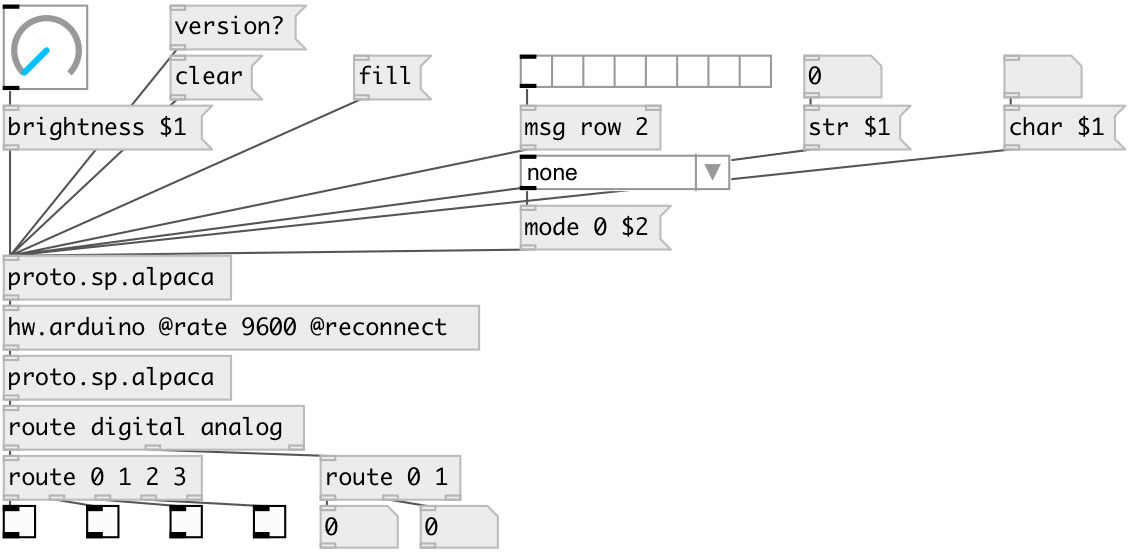 version?
clear
fill
0
brightness $1
msg row 2
str $1
char $1
none
mode 0 $2
proto.sp.alpaca
hw.arduino @rate 9600 @reconnect
proto.sp.alpaca
route digital analog
route 0 1 2 3
route 0 1
0
0